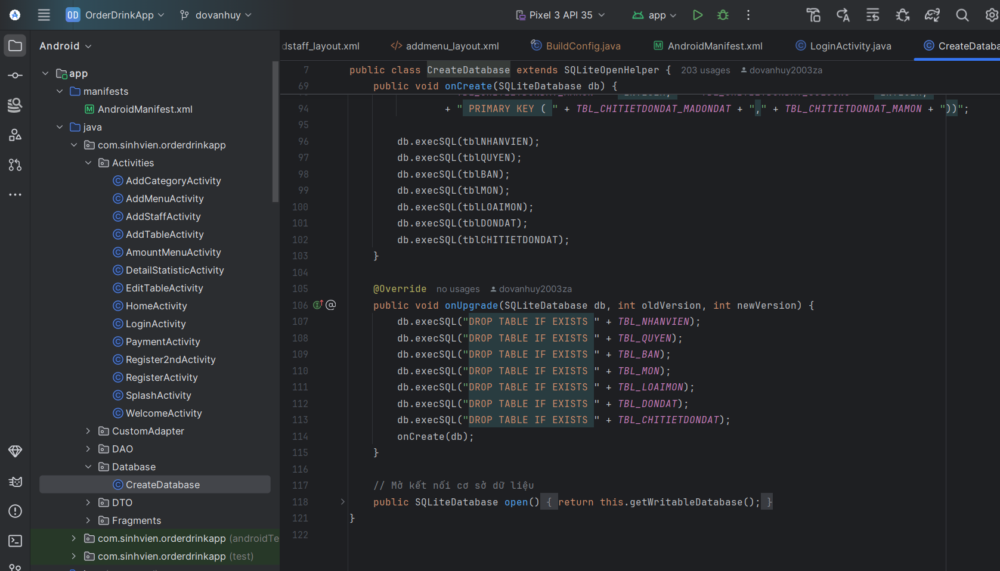 OD OrderDrinkApp dovanhuy Pixel 3 API 35 app
Android
dstaff_layout.xml addmenu_layout.xml BuildConfig.java AndroidManifest.xml LoginActivity.java CreateDataba
app
manifests
AndroidManifest.xml
java
com.sinhvien.orderdrinkapp
Activities
AddCategoryActivity
AddMenuActivity
AddStaffActivity
AddTableActivity
AmountMenuActivity
DetailStatisticActivity
EditTableActivity
HomeActivity
LoginActivity
PaymentActivity
Register2ndActivity
RegisterActivity
SplashActivity
WelcomeActivity
CustomAdapter
DAO
Database
CreateDatabase
DTO
Fragments
com.sinhvien.orderdrinkapp (androidTe
com.sinhvien.orderdrinkapp (test)
7 public class CreateDatabase extends SQLiteOpenHelper { 203 usages dovanhuy2003za
69 public void onCreate(SQLiteDatabase db) {
94 + " PRIMARY KEY ( " + TBL_CHITIETDONDAT_MADONDAT + "," + TBL_CHITIETDONDAT_MAMON + "))";
95
96 db.execSQL(tblNHANVIEN);
97 db.execSQL(tblQUYEN);
98 db.execSQL(tblBAN);
99 db.execSQL(tblMON);
100 db.execSQL(tblLOAIMON);
101 db.execSQL(tblDONDAT);
102 db.execSQL(tblCHITIETDONDAT);
103 }
104
105 @Override no usages dovanhuy2003za
106 public void onUpgrade(SQLiteDatabase db, int oldVersion, int newVersion) {
107 db.execSQL("DROP TABLE IF EXISTS " + TBL_NHANVIEN);
108 db.execSQL("DROP TABLE IF EXISTS " + TBL_QUYEN);
109 db.execSQL("DROP TABLE IF EXISTS " + TBL_BAN);
110 db.execSQL("DROP TABLE IF EXISTS " + TBL_MON);
111 db.execSQL("DROP TABLE IF EXISTS " + TBL_LOAIMON);
112 db.execSQL("DROP TABLE IF EXISTS " + TBL_DONDAT);
113 db.execSQL("DROP TABLE IF EXISTS " + TBL_CHITIETDONDAT);
114 onCreate(db);
115 }
116
117 // Mở kết nối cơ sở dữ liệu
118 public SQLiteDatabase open() { return this.getWritableDatabase(); }
121 }
122